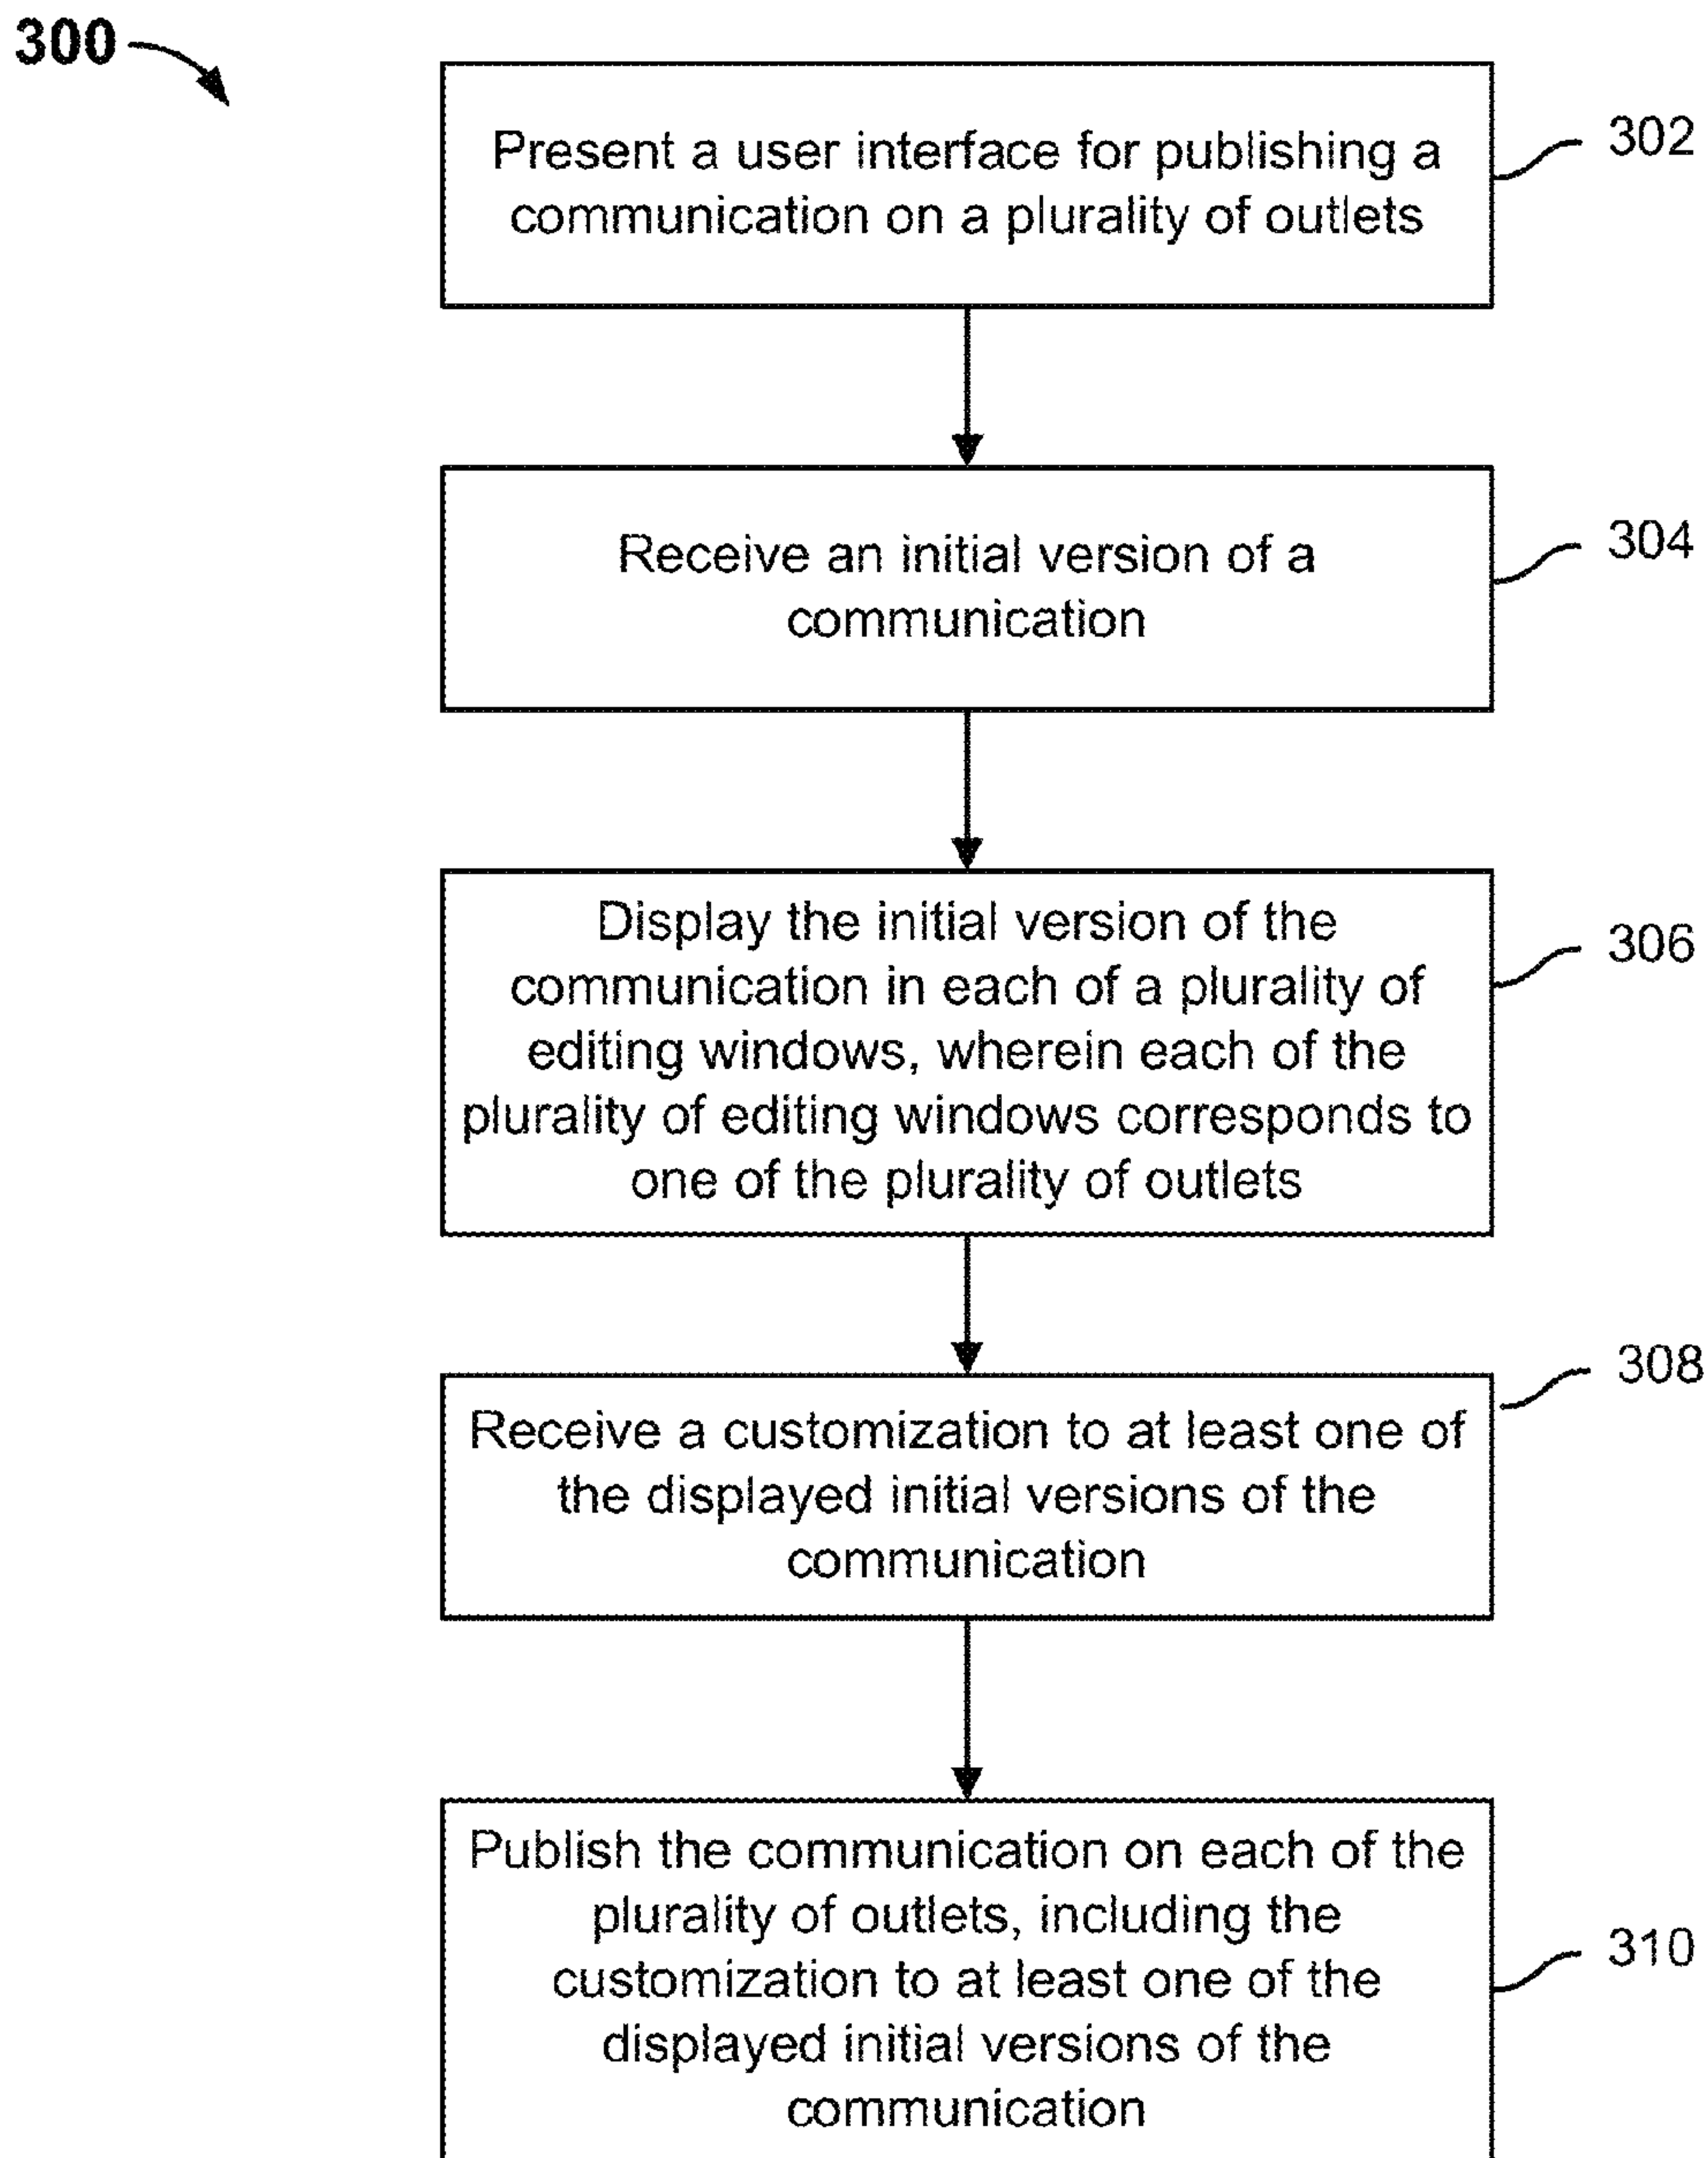 300
Present a user interface for publishing a
communication on a plurality of outlets
302
Receive an initial version of a
communication
304
Display the initial version of the
communication in each of a plurality of
editing windows, wherein each of the
plurality of editing windows corresponds to
one of the plurality of outlets
306
Receive a customization to at least one of
the displayed initial versions of the
communication
308
Publish the communication on each of the
plurality of outlets, including the
customization to at least one of the
displayed initial versions of the
communication
310